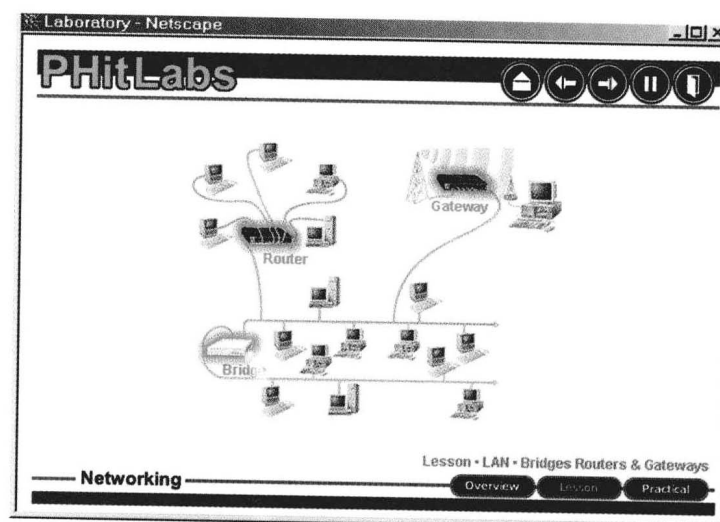 Laboratory - Netscape
PHitLabs
Gateway
Router
Bridge
Lesson • LAN • Bridges Routers & Gateways
Networking
Overview
Lesson
Practical